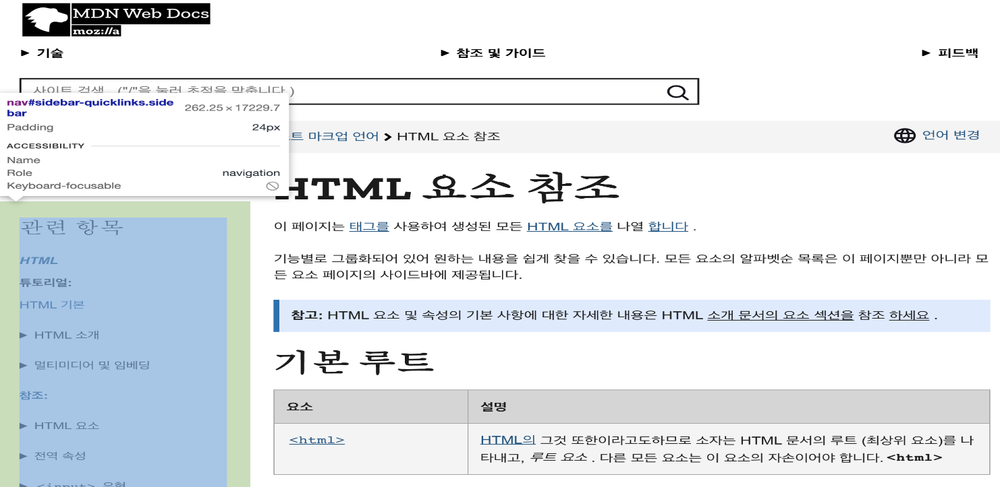 MDN Web Docs
moz://a
► 기술
► 참조 및 가이드
► 피드백
사이트 검색... ("/"을 눌러 초점을 맞춥니다.)
nav#sidebar-quicklinks.side
bar
262.25 × 17229.7
Padding 24px
ACCESSIBILITY
Name
Role navigation
Keyboard-focusable
마크업 언어 > HTML 요소 참조
언어 변경
HTML 요소 참조
이 페이지는 태그를 사용하여 생성된 모든 HTML 요소를 나열 합니다 .
기능별로 그룹화되어 있어 원하는 내용을 쉽게 찾을 수 있습니다. 모든 요소의 알파벳순 목록은 이 페이지뿐만 아니라 모
든 요소 페이지의 사이드바에 제공됩니다.
참고: HTML 요소 및 속성의 기본 사항에 대한 자세한 내용은 HTML 소개 문서의 요소 섹션을 참조 하세요 .
기본 루트
요소 설명
<html> HTML의 그것 또한이라고도하므로 소자는 HTML 문서의 루트 (최상위 요소)를 나
타내고, 루트 요소 . 다른 모든 요소는 이 요소의 자손이어야 합니다. <html>
관련 항목
HTML
튜토리얼:
HTML 기본
► HTML 소개
► 멀티미디어 및 임베딩
참조:
► HTML 요소
► 전역 속성
► <input> 유형